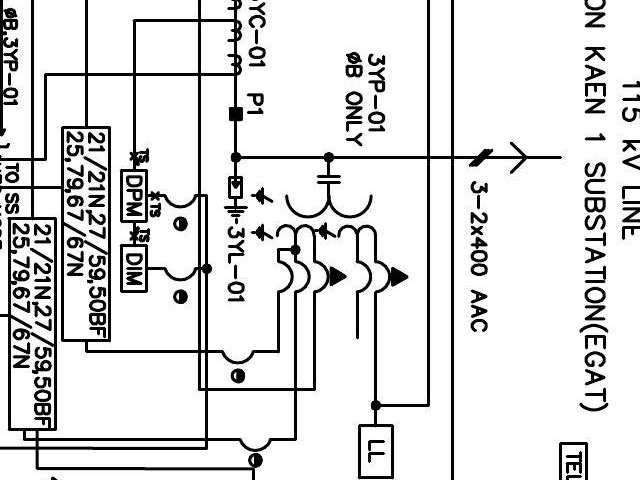 115 kV LINE
ON KAEN 1 SUBSTATION(EGAT)
3-2x400 AAC
3YP-01
øB ONLY
YC-01
P1
3YL-01
LL
TEL
TS
DPM
TS
TS
DIM
21/21N,27/59,50BF
25,79,67/67N
21/21N,27/59,50BF
25,79,67/67N
øB,3YP-01
TO SS